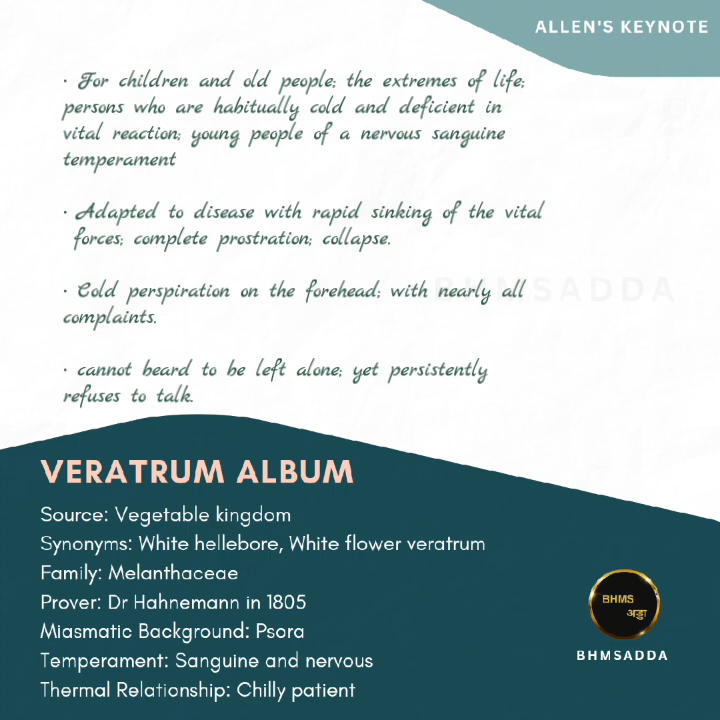 ALLEN'S KEYNOTE
· For children and old people; the extremes of life;
persons who are habitually cold and deficient in
vital reaction; young people of a nervous sanguine
temperament
· Adapted to disease with rapid sinking of the vital
forces; complete prostration; collapse.
· Cold perspiration on the forehead; with nearly all
complaints.
BHMSADDA
· cannot beard to be left alone; yet persistently
refuses to talk.
VERATRUM ALBUM
Source: Vegetable kingdom
Synonyms: White hellebore, White flower veratrum
Family: Melanthaceae
Prover: Dr Hahnemann in 1805
Miasmatic Background: Psora
Temperament: Sanguine and nervous
Thermal Relationship: Chilly patient
BHMS
अड्डा
BHMSADDA